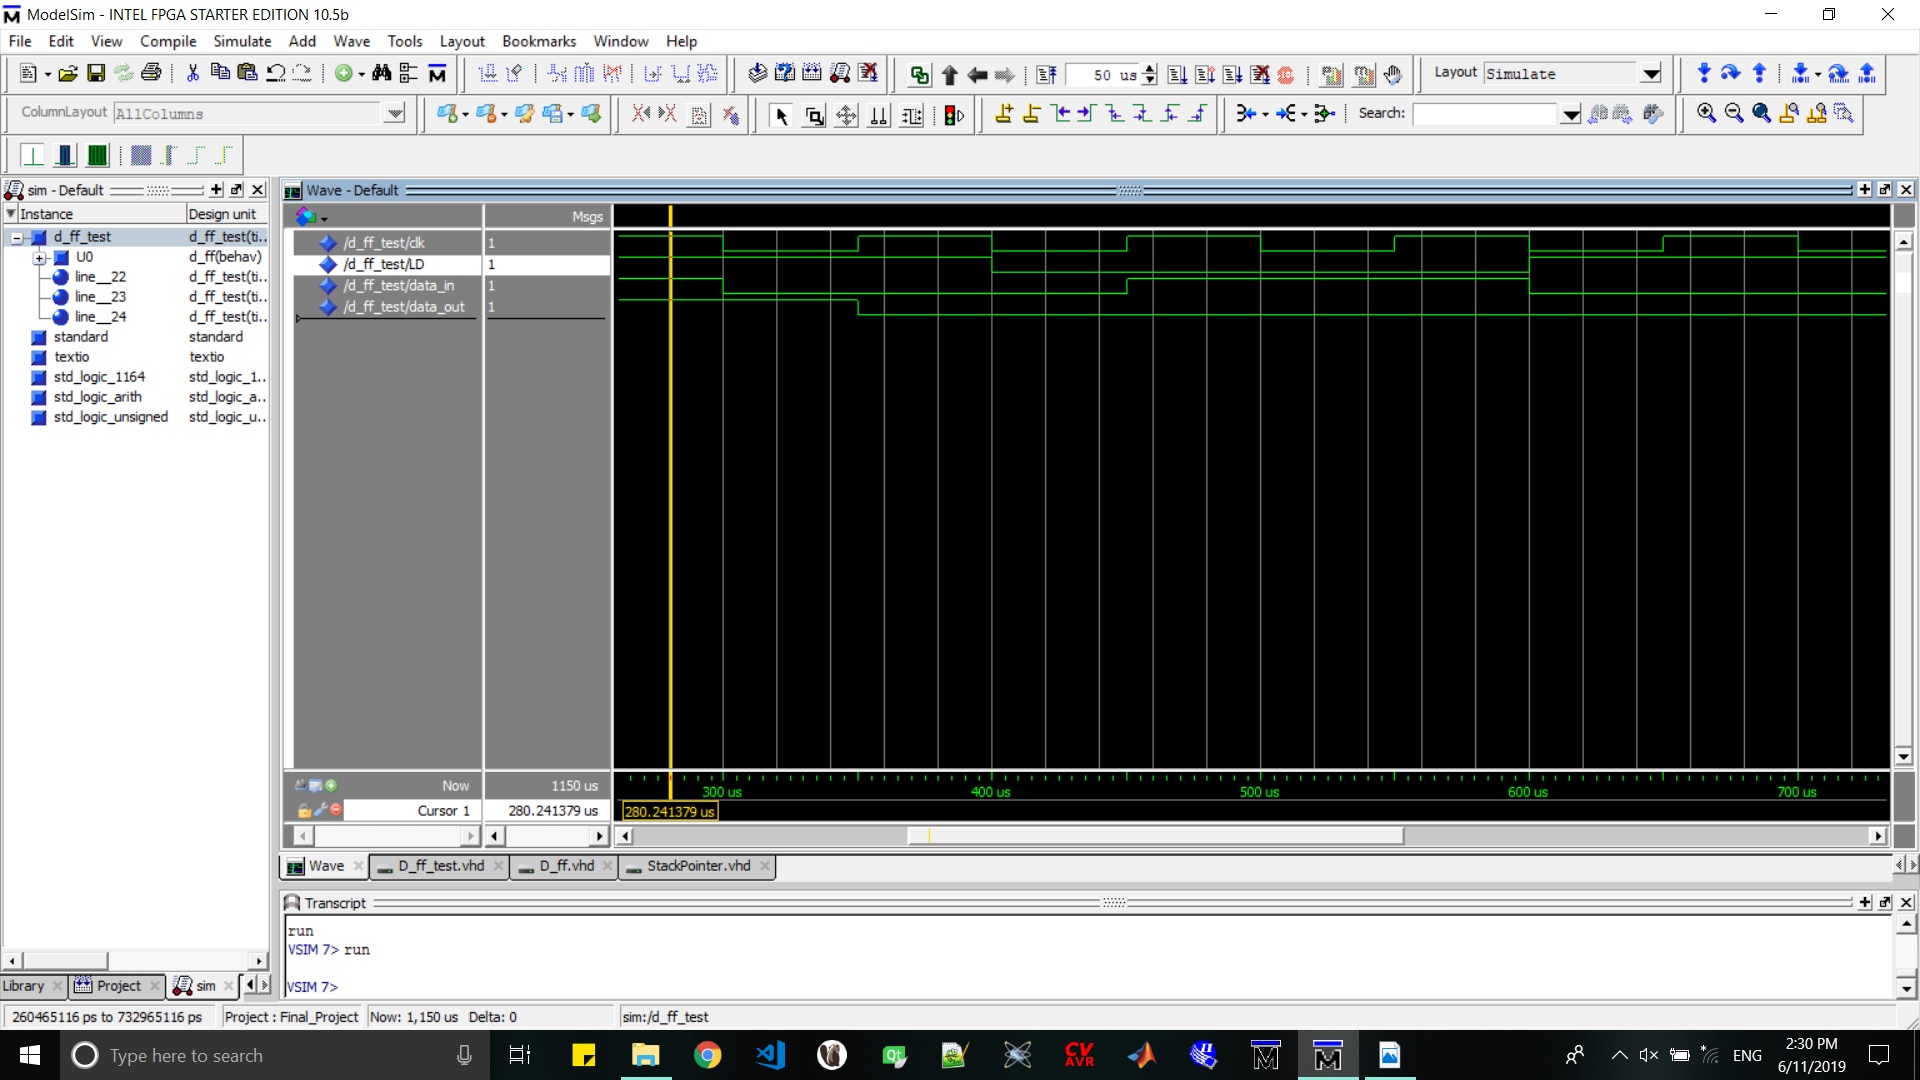 ModelSim - INTEL FPGA STARTER EDITION 10.5b
File Edit View Compile Simulate Add Wave Tools Layout Bookmarks Window Help
50 us
Layout Simulate
ColumnLayout AllColumns
Search:
sim - Default
Instance Design unit
d_ff_test d_ff_test(ti..
U0 d_ff(behav)
line__22 d_ff_test(ti..
line__23 d_ff_test(ti..
line__24 d_ff_test(ti..
standard standard
textio textio
std_logic_1164 std_logic_1..
std_logic_arith std_logic_a..
std_logic_unsigned std_logic_u..
Library Project sim
Wave - Default
Msgs
/d_ff_test/clk 1
/d_ff_test/LD 1
/d_ff_test/data_in 1
/d_ff_test/data_out 1
Now 1150 us
300 us 400 us 500 us 600 us 700 us
Cursor 1 280.241379 us
280.241379 us
Wave D_ff_test.vhd D_ff.vhd StackPointer.vhd
Transcript
run
VSIM 7> run
VSIM 7>
260465116 ps to 732965116 ps Project : Final_Project Now: 1,150 us Delta: 0 sim:/d_ff_test
Type here to search
CV
AVR
Qt
ENG
2:30 PM
6/11/2019